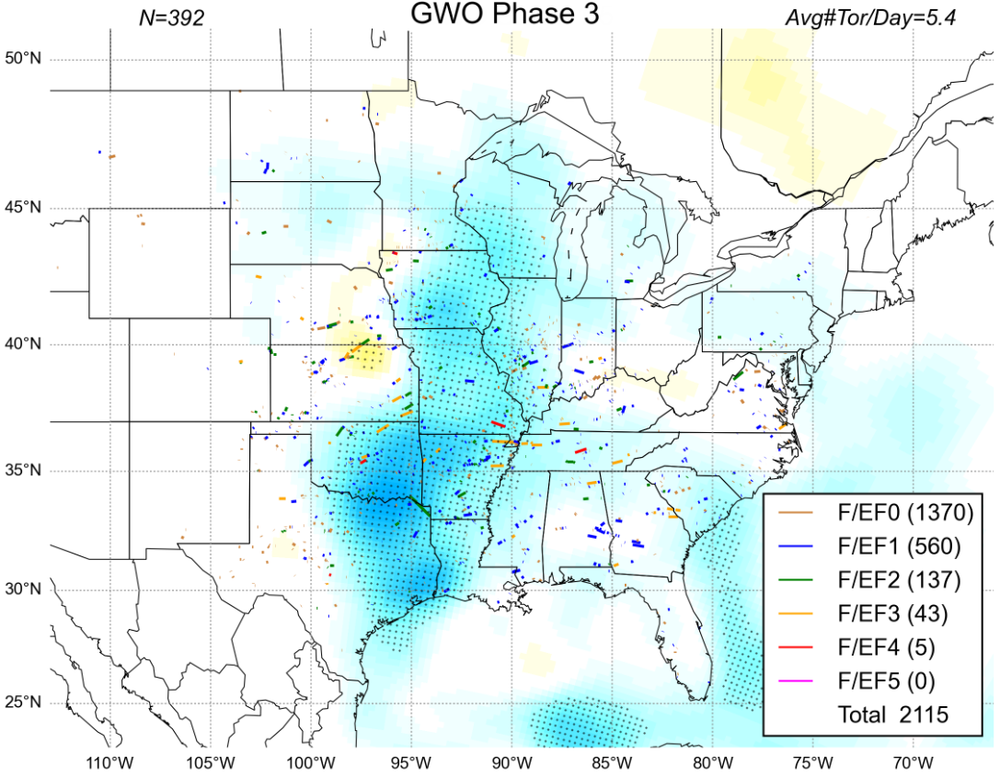 N=392
GWO Phase 3
Avg#Tor/Day=5.4
50°N
45°N
40°N
35°N
30°N
25°N
110°W
105°W
100°W
95°W
90°W
85°W
80°W
75°W
70°W
F/EF0 (1370)
F/EF1 (560)
F/EF2 (137)
F/EF3 (43)
F/EF4 (5)
F/EF5 (0)
Total 2115